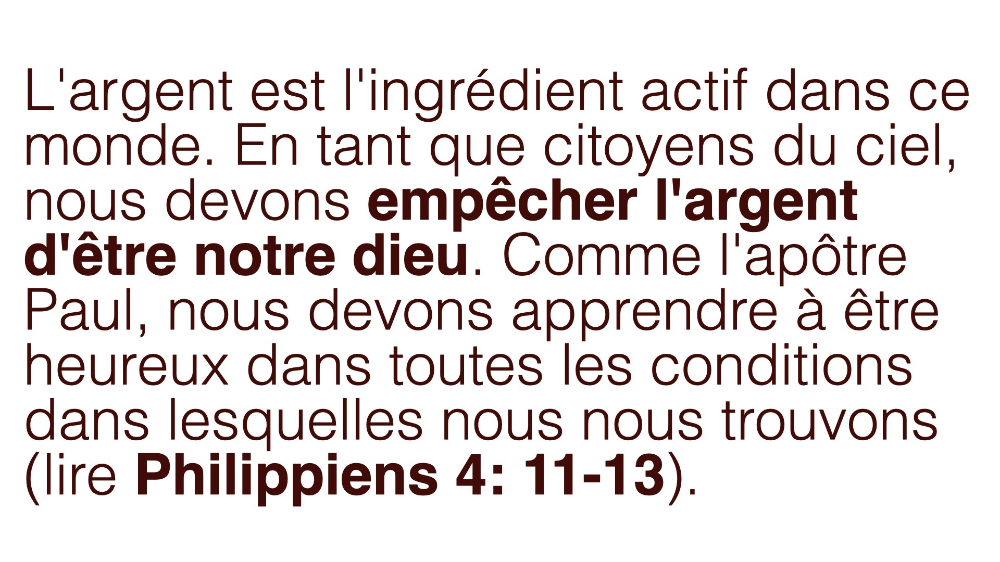 L'argent est l'ingrédient actif dans ce
monde. En tant que citoyens du ciel,
nous devons empêcher l'argent
d'être notre dieu. Comme l'apôtre
Paul, nous devons apprendre à être
heureux dans toutes les conditions
dans lesquelles nous nous trouvons
(lire Philippiens 4: 11-13).